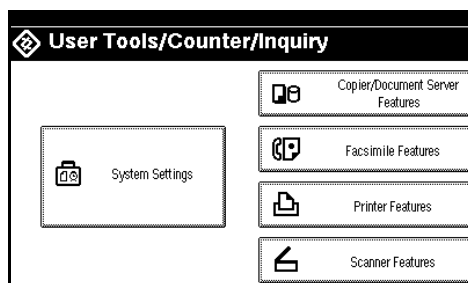 User Tools/Counter/Inquiry
System Settings
Copier/Document Server
Features
Facsimile Features
Printer Features
Scanner Features